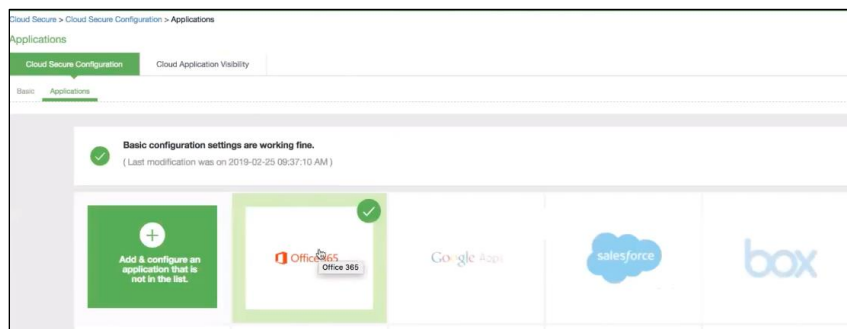 Cloud Secure > Cloud Secure Configuration > Applications
Applications
Cloud Secure Configuration
Cloud Application Visibility
Basic
Applications
Basic configuration settings are working fine.
( Last modification was on 2019-02-25 09:37:10 AM )
Add & configure an
application that is
not in the list.
Office 365
Office 365
Google Apps
salesforce
box